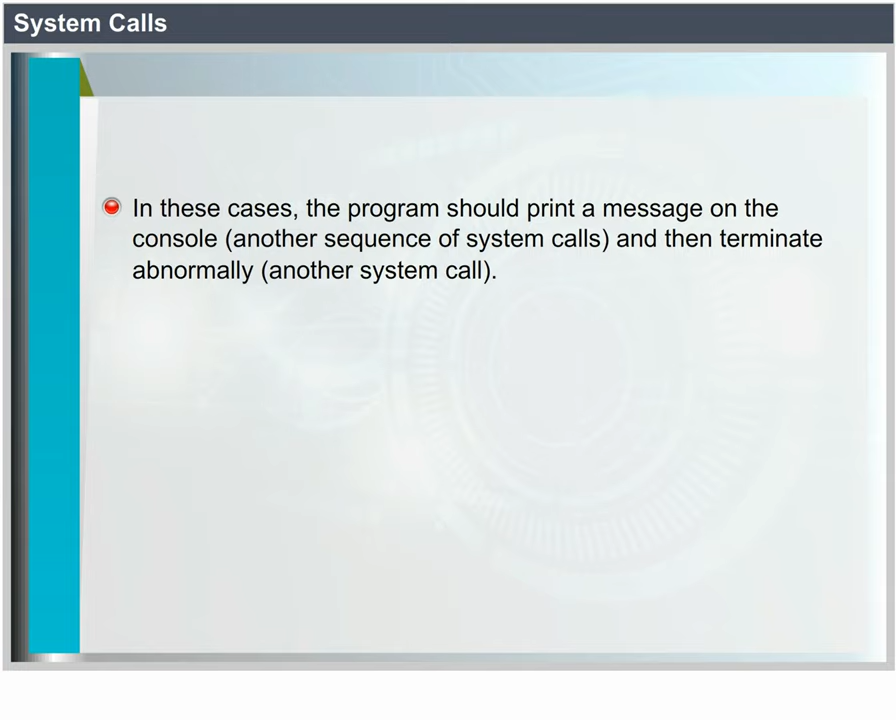 System Calls
In these cases, the program should print a message on the
console (another sequence of system calls) and then terminate
abnormally (another system call).